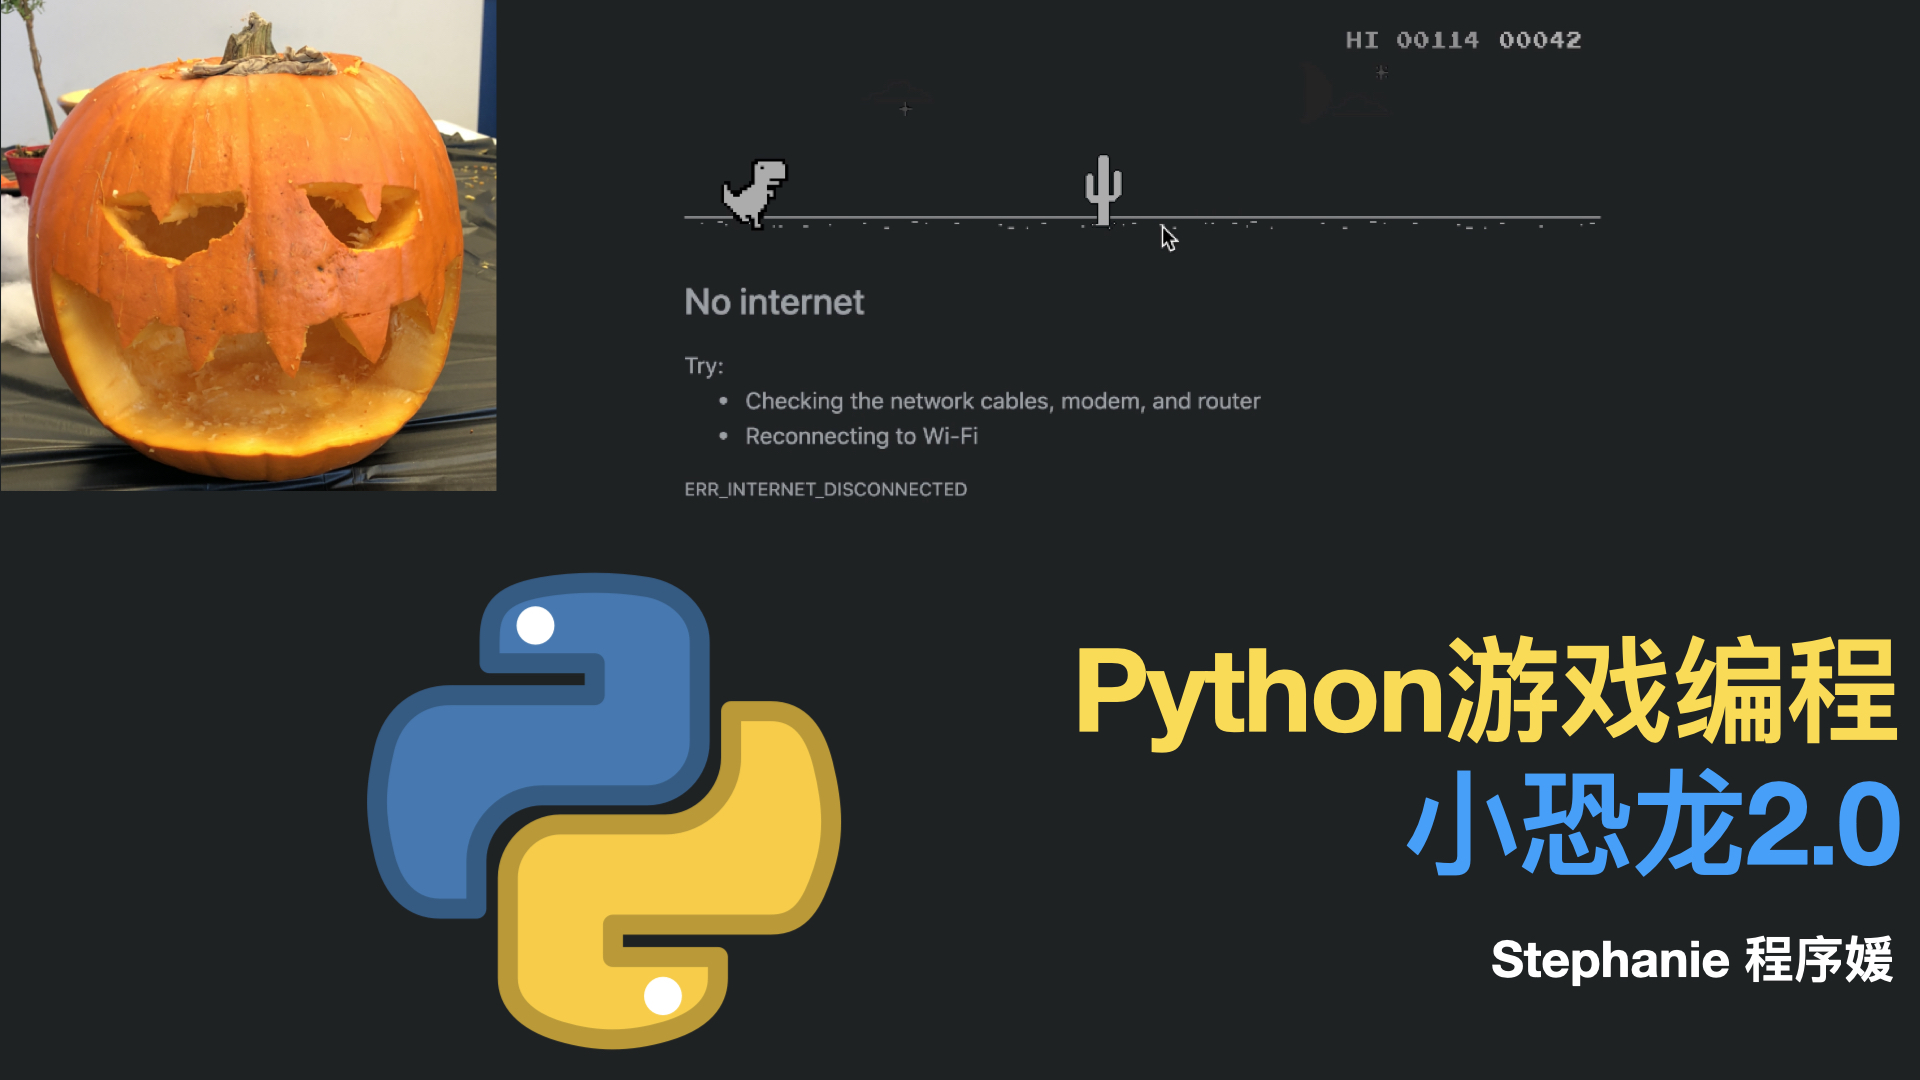 HI 00114 00042
No internet
Try:
• Checking the network cables, modem, and router
• Reconnecting to Wi-Fi
ERR_INTERNET_DISCONNECTED
Python游戏编程
小恐龙2.0
Stephanie 程序媛